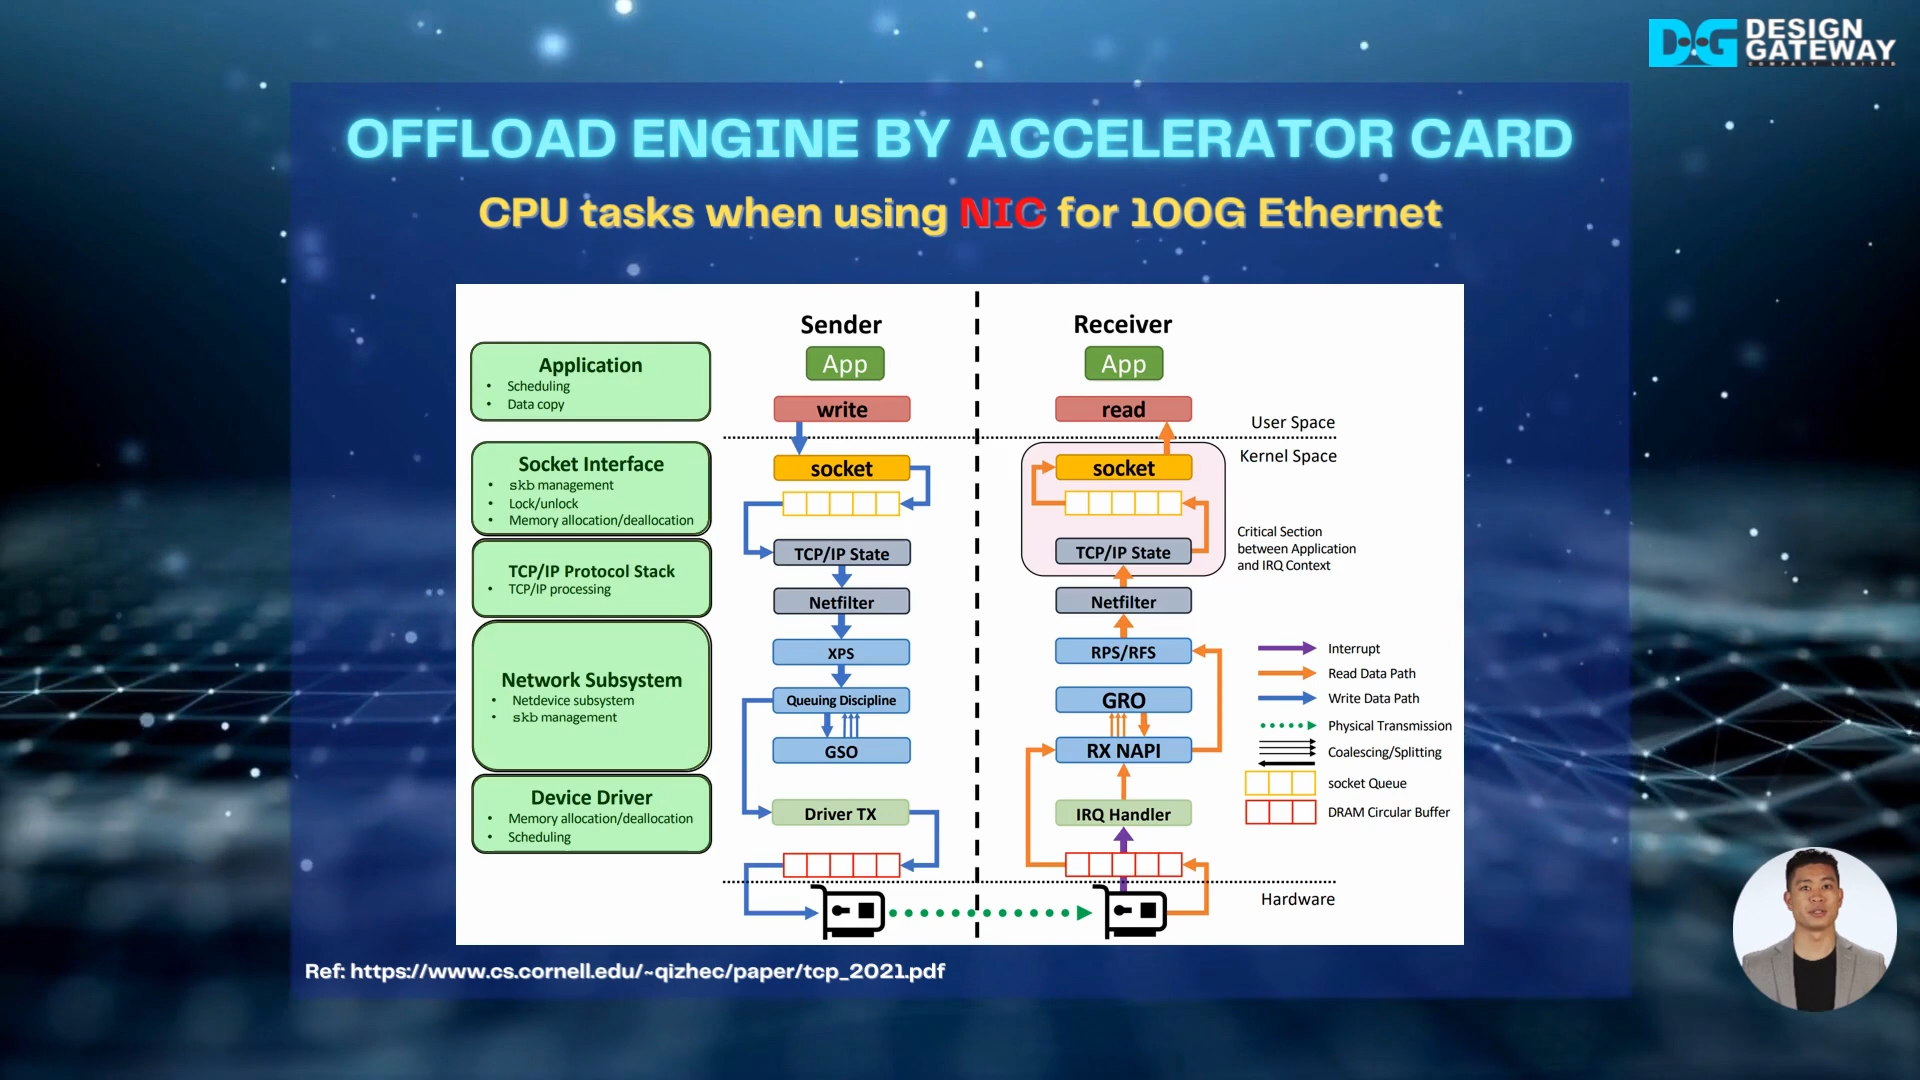 DESIGN
GATEWAY
COMPANY LIMITED
OFFLOAD ENGINE BY ACCELERATOR CARD
CPU tasks when using NIC for 100G Ethernet
Sender
Receiver
Application
• Scheduling
• Data copy
App
App
write
read
User Space
Kernel Space
Socket Interface
• skb management
• Lock/unlock
• Memory allocation/deallocation
socket
socket
Critical Section
between Application
and IRQ Context
TCP/IP Protocol Stack
• TCP/IP processing
TCP/IP State
TCP/IP State
Netfilter
Netfilter
Network Subsystem
• Netdevice subsystem
• skb management
XPS
RPS/RFS
Queuing Discipline
GRO
GSO
RX NAPI
Device Driver
• Memory allocation/deallocation
• Scheduling
Driver TX
IRQ Handler
Interrupt
Read Data Path
Write Data Path
Physical Transmission
Coalescing/Splitting
socket Queue
DRAM Circular Buffer
Hardware
Ref: https://www.cs.cornell.edu/~qizhec/paper/tcp_2021.pdf